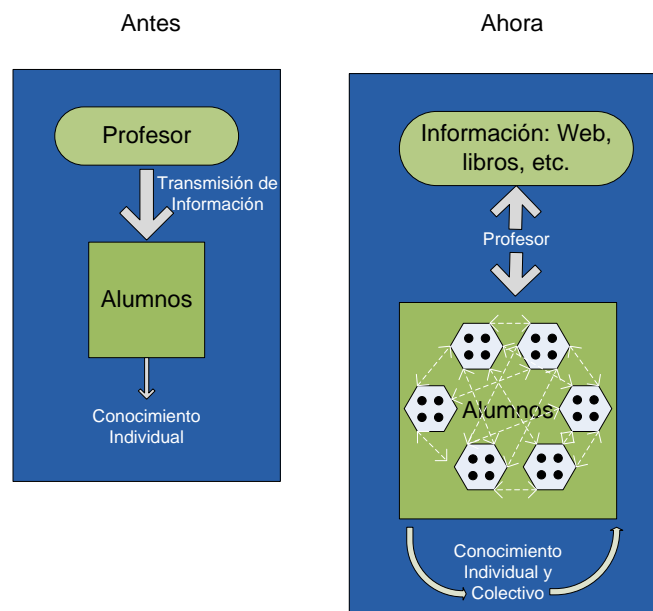 Antes
Profesor
Transmisión de
Información
Alumnos
Conocimiento
Individual
Ahora
Información: Web,
libros, etc.
Profesor
Alumnos
Conocimiento
Individual y
Colectivo